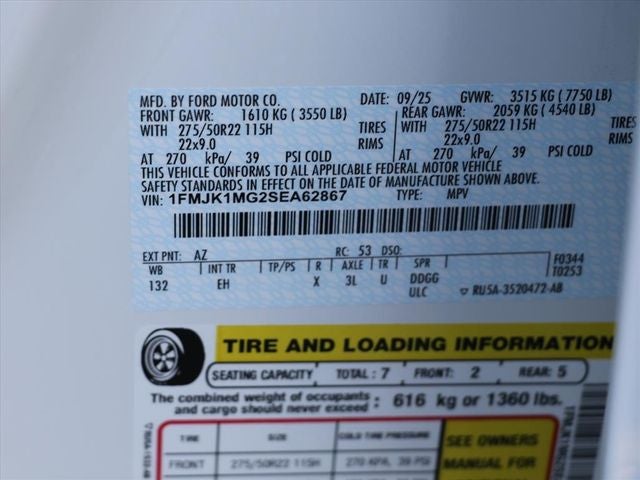 MFD. BY FORD MOTOR CO. DATE: 09/25 GVWR: 3515 KG ( 7750 LB)
FRONT GAWR: 1610 KG ( 3550 LB) REAR GAWR: 2059 KG ( 4540 LB)
WITH 275/50R22 115H TIRES WITH 275/50R22 115H TIRES
22x9.0 RIMS 22x9.0 RIMS
AT 270 kPa/ 39 PSI COLD AT 270 kPa/ 39 PSI COLD
THIS VEHICLE CONFORMS TO ALL APPLICABLE FEDERAL MOTOR VEHICLE
SAFETY STANDARDS IN EFFECT ON THE DATE OF MANUFACTURE SHOWN ABOVE.
VIN: 1FMJK1MG2SEA62867 TYPE: MPV
EXT PNT: AZ RC: 53 DSO: F0344
WB INT TR TP/PS R AXLE TR SPR T0253
132 EH X 3L U DDGG
ULC ▽ RU5A-3520472-AB
TIRE AND LOADING INFORMATION
SEATING CAPACITY TOTAL : 7 FRONT: 2 REAR: 5
The combined weight of occupants
and cargo should never exceed : 616 kg or 1360 lbs.
TIRE SIZE COLD TIRE PRESSURE SEE OWNERS
FRONT 275/50R22 115H 270 KPA, 39 PSI MANUAL FOR